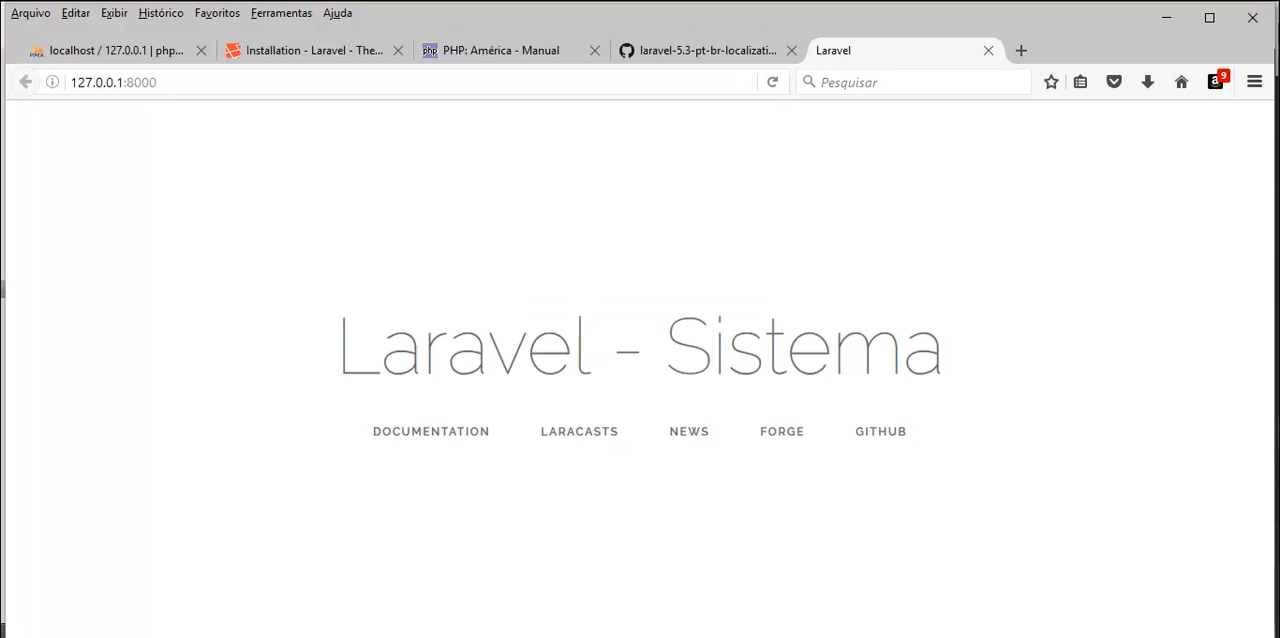 Arquivo Editar Exibir Histórico Favoritos Ferramentas Ajuda
localhost / 127.0.0.1 | php... Installation - Laravel - The... php PHP: América - Manual laravel-5.3-pt-br-localizati... Laravel
127.0.0.1:8000 Pesquisar 9
Laravel - Sistema
DOCUMENTATION LARACASTS NEWS FORGE GITHUB